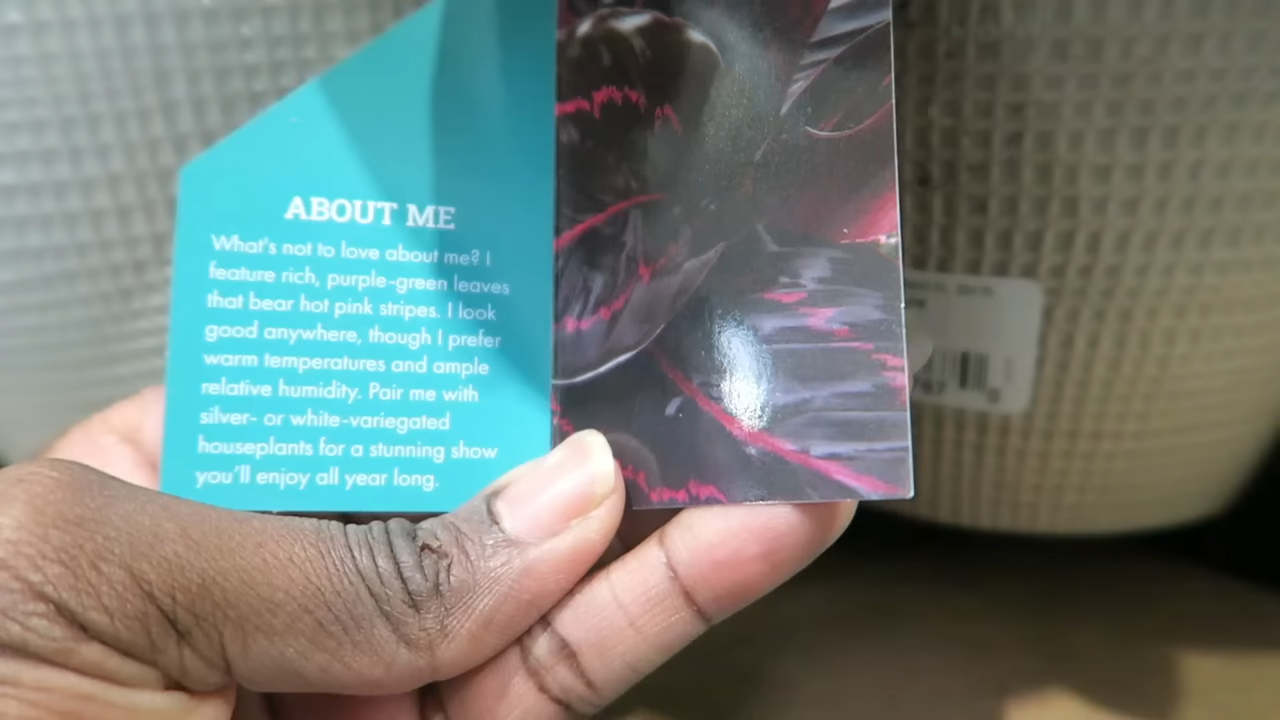 ABOUT ME
What's not to love about me? I
feature rich, purple-green leaves
that bear hot pink stripes. I look
good anywhere, though I prefer
warm temperatures and ample
relative humidity. Pair me with
silver- or white-variegated
houseplants for a stunning show
you'll enjoy all year long.